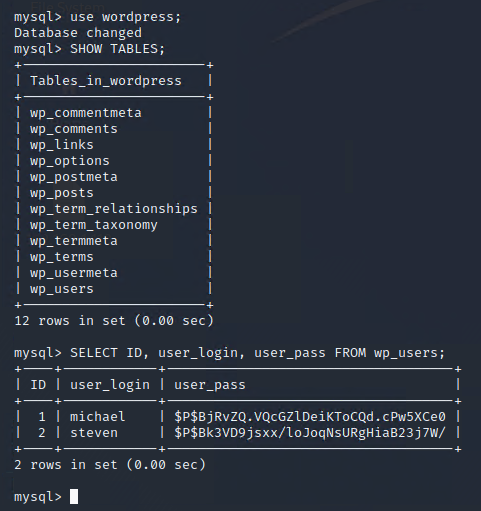 mysql> use wordpress;
Database changed
mysql> SHOW TABLES;
+-----------------------+
| Tables_in_wordpress   |
+-----------------------+
| wp_commentmeta        |
| wp_comments           |
| wp_links              |
| wp_options            |
| wp_postmeta           |
| wp_posts              |
| wp_term_relationships |
| wp_term_taxonomy      |
| wp_termmeta           |
| wp_terms              |
| wp_usermeta           |
| wp_users              |
+-----------------------+
12 rows in set (0.00 sec)
mysql> SELECT ID, user_login, user_pass FROM wp_users;
+----+------------+------------------------------------+
| ID | user_login | user_pass                          |
+----+------------+------------------------------------+
|  1 | michael    | $P$BjRvZQ.VQcGZlDeiKToCQd.cPw5XCe0 |
|  2 | steven     | $P$Bk3VD9jsxx/loJoqNsURgHiaB23j7W/ |
+----+------------+------------------------------------+
2 rows in set (0.00 sec)
mysql>